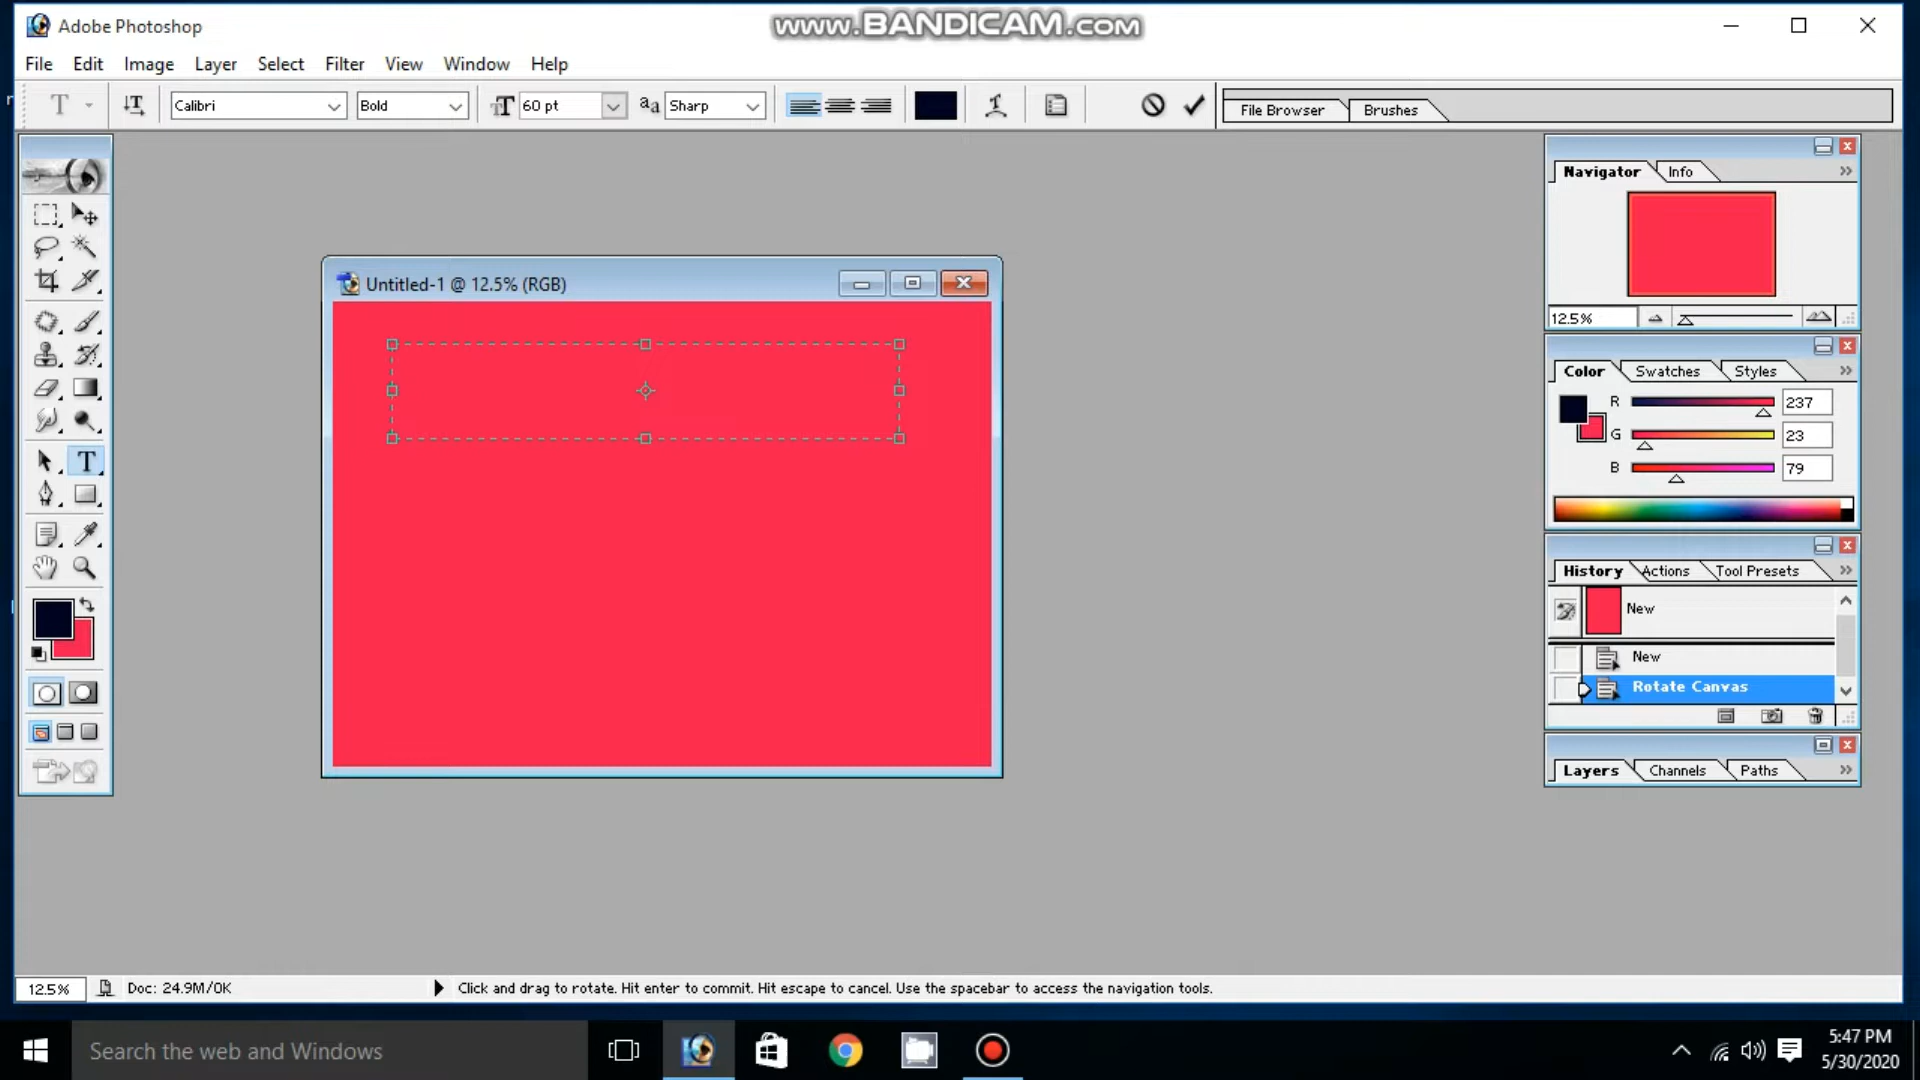 Adobe Photoshop
www.BANDICAM.com
File Edit Image Layer Select Filter View Window Help
T T Calibri Bold T 60 pt aa Sharp File Browser Brushes
Navigator Info
Untitled-1 @ 12.5% (RGB)
12.5%
Color Swatches Styles
R 237
G 23
B 79
T
History Actions Tool Presets
New
New
Rotate Canvas
Layers Channels Paths
12.5% Doc: 24.9M/0K Click and drag to rotate. Hit enter to commit. Hit escape to cancel. Use the spacebar to access the navigation tools.
Search the web and Windows
5:47 PM
5/30/2020